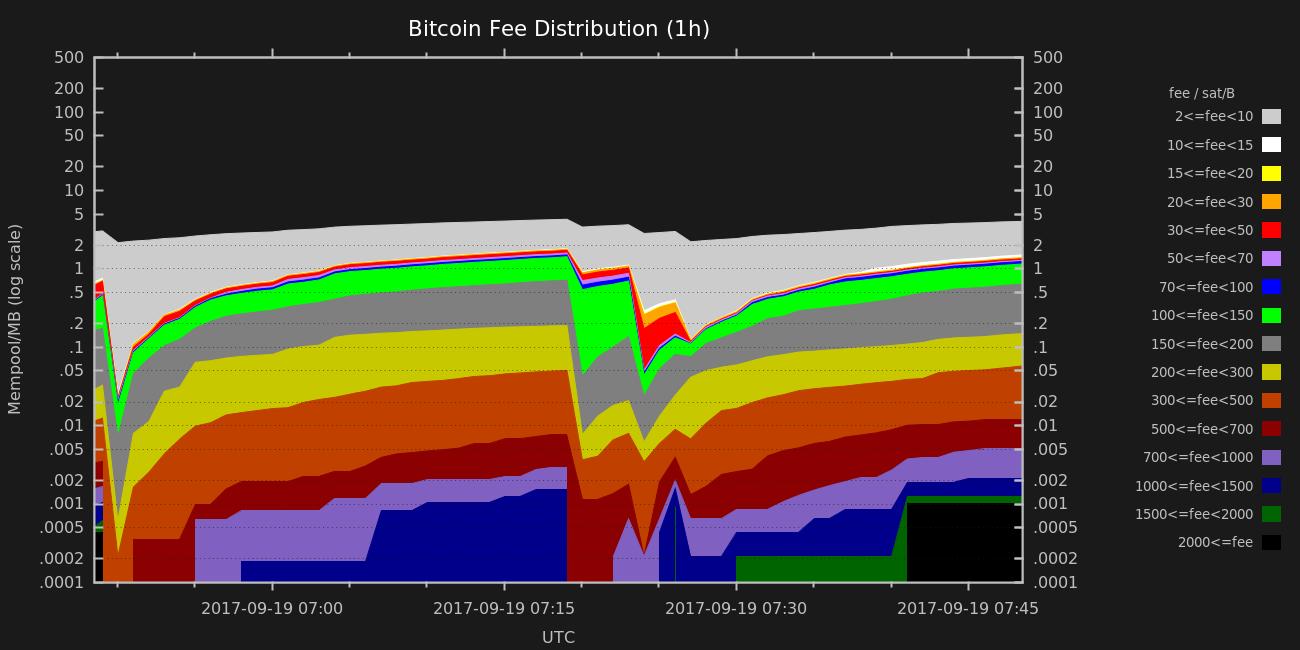 Bitcoin Fee Distribution (1h)
500
200
100
50
20
10
5
2
1
.5
.2
.1
.05
.02
.01
.005
.002
.001
.0005
.0002
.0001
Mempool/MB (log scale)
500
200
100
50
20
10
5
2
1
.5
.2
.1
.05
.02
.01
.005
.002
.001
.0005
.0002
.0001
2017-09-19 07:00
2017-09-19 07:15
2017-09-19 07:30
2017-09-19 07:45
UTC
fee / sat/B
2<=fee<10
10<=fee<15
15<=fee<20
20<=fee<30
30<=fee<50
50<=fee<70
70<=fee<100
100<=fee<150
150<=fee<200
200<=fee<300
300<=fee<500
500<=fee<700
700<=fee<1000
1000<=fee<1500
1500<=fee<2000
2000<=fee